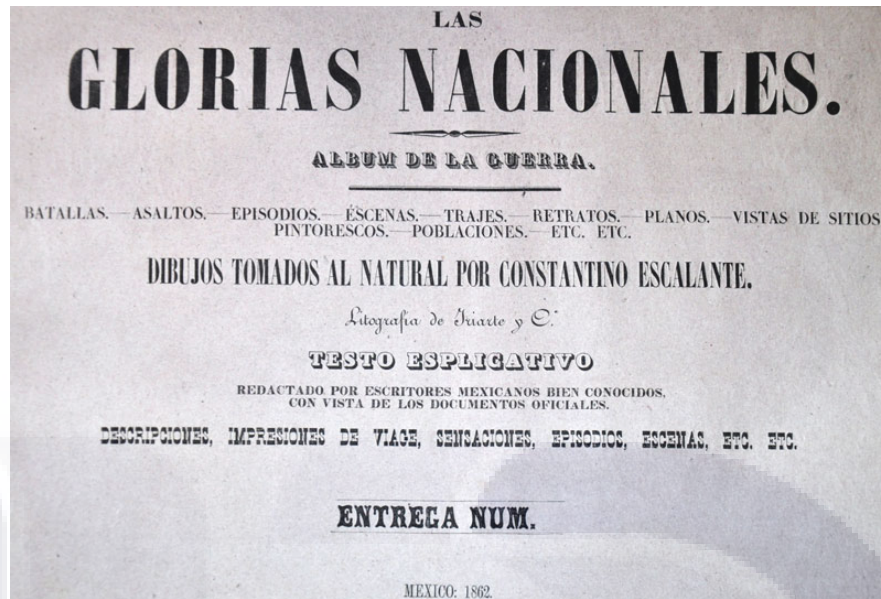 LAS
GLORIAS NACIONALES.
ALBUM DE LA GUERRA.
BATALLAS.—ASALTOS.—EPISODIOS.—ESCENAS.—TRAJES.—RETRATOS.—PLANOS.—VISTAS DE SITIOS
PINTORESCOS.—POBLACIONES.—ETC. ETC.
DIBUJOS TOMADOS AL NATURAL POR CONSTANTINO ESCALANTE.
Litografia de Iriarte y C.ª
TESTO ESPLICATIVO
REDACTADO POR ESCRITORES MEXICANOS BIEN CONOCIDOS,
CON VISTA DE LOS DOCUMENTOS OFICIALES.
DESCRIPCIONES, IMPRESIONES DE VIAGE, SENSACIONES, EPISODIOS, ESCENAS, ETC. ETC.
ENTREGA NUM.
MEXICO: 1862.